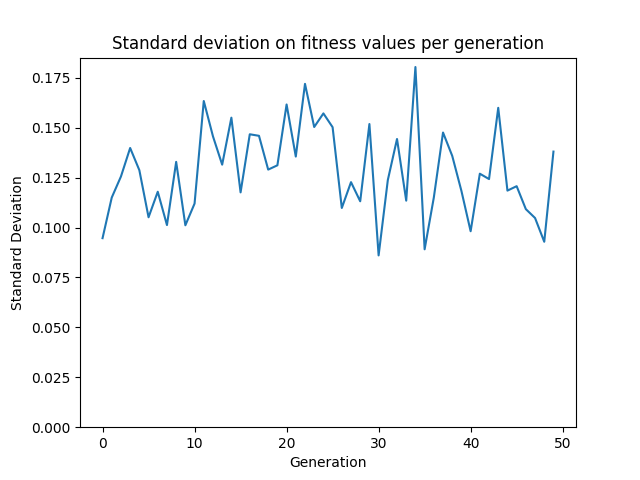 Standard deviation on fitness values per generation
0.175
0.150
0.125
0.100
0.075
0.050
0.025
0.000
Standard Deviation
0 10 20 30 40 50
Generation